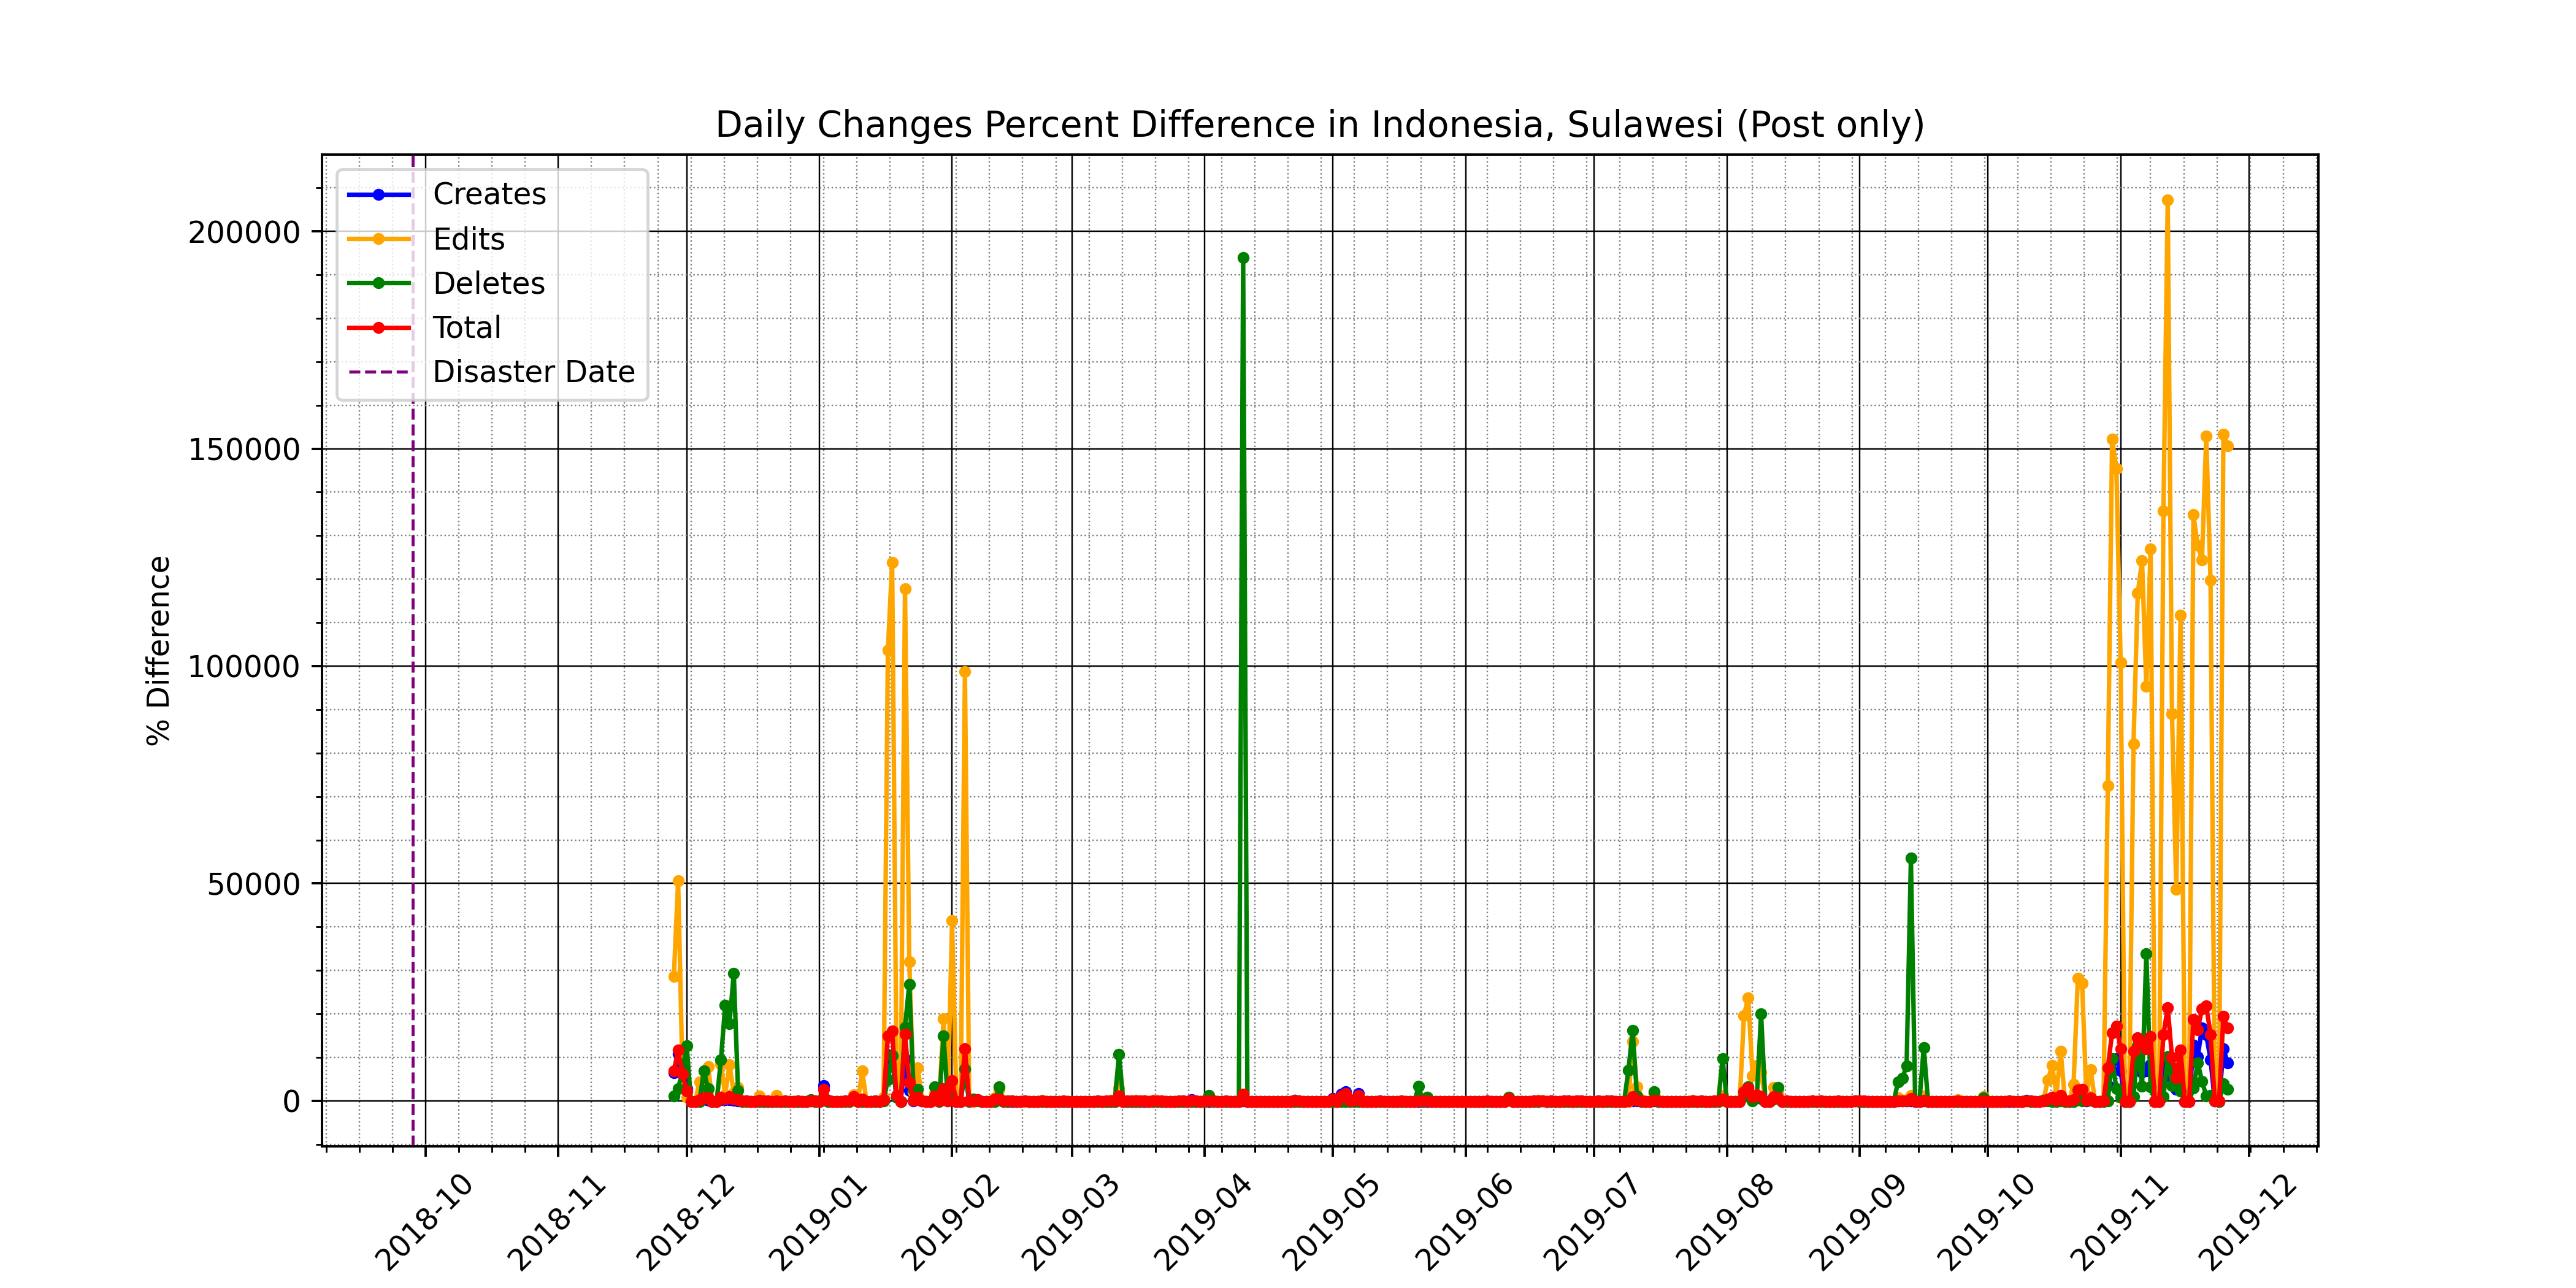 Daily Changes Percent Difference in Indonesia, Sulawesi (Post only)
Creates
Edits
Deletes
Total
Disaster Date
% Difference
200000
150000
100000
50000
0
2018-10
2018-11
2018-12
2019-01
2019-02
2019-03
2019-04
2019-05
2019-06
2019-07
2019-08
2019-09
2019-10
2019-11
2019-12